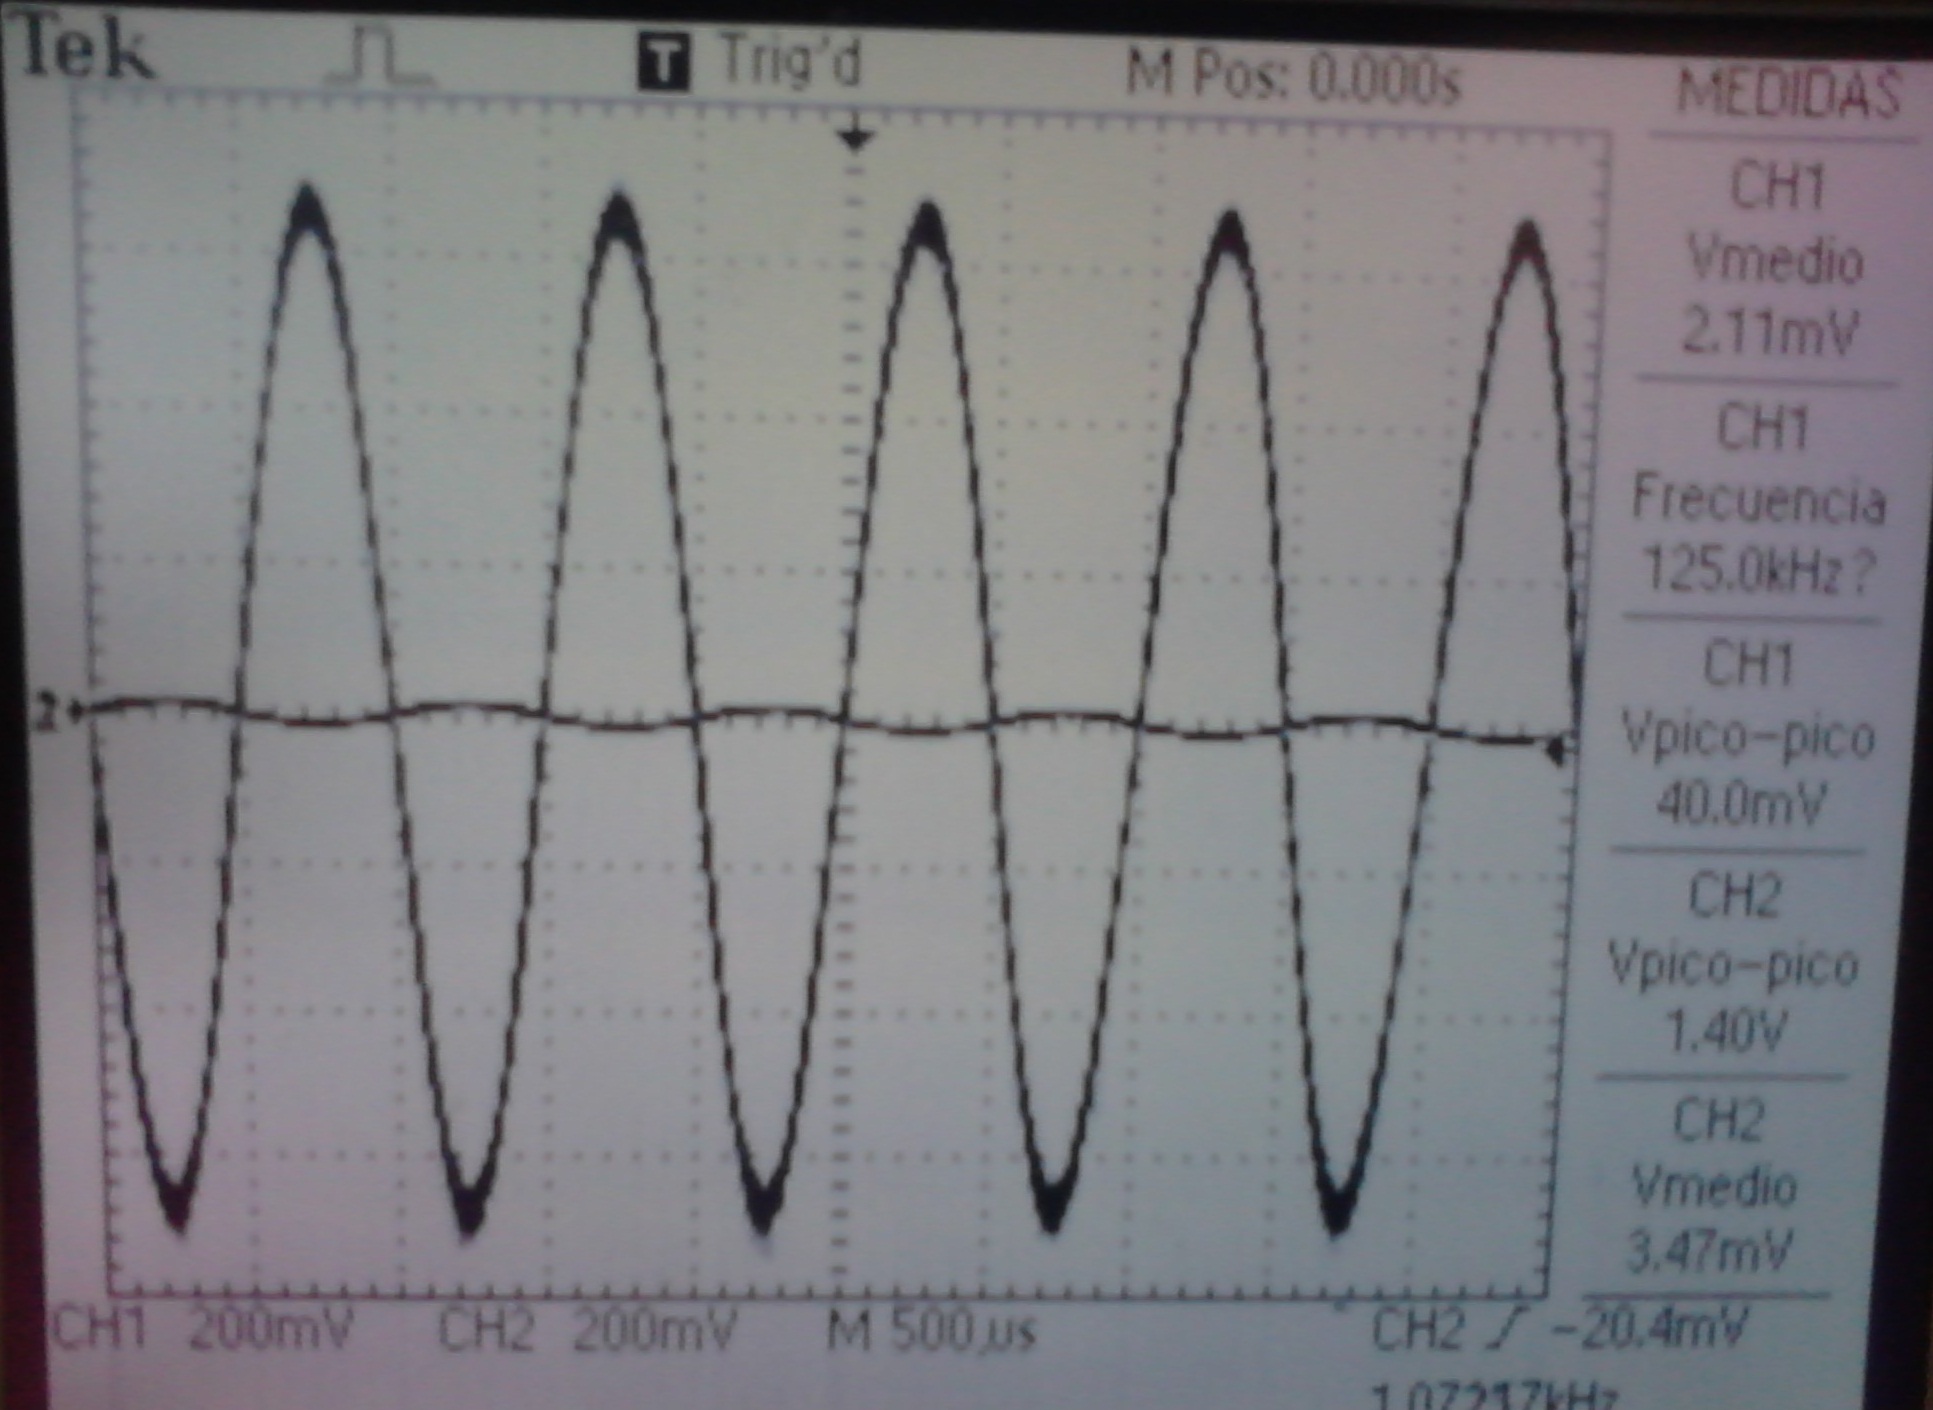 Tek T Trig'd M Pos: 0.000s MEDIDAS
CH1
Vmedio
2.11mV
CH1
Frecuencia
125.0kHz?
CH1
Vpico-pico
40.0mV
CH2
Vpico-pico
1.40V
CH2
Vmedio
3.47mV
2
CH1 200mV CH2 200mV M 500µs CH2 -20.4mV